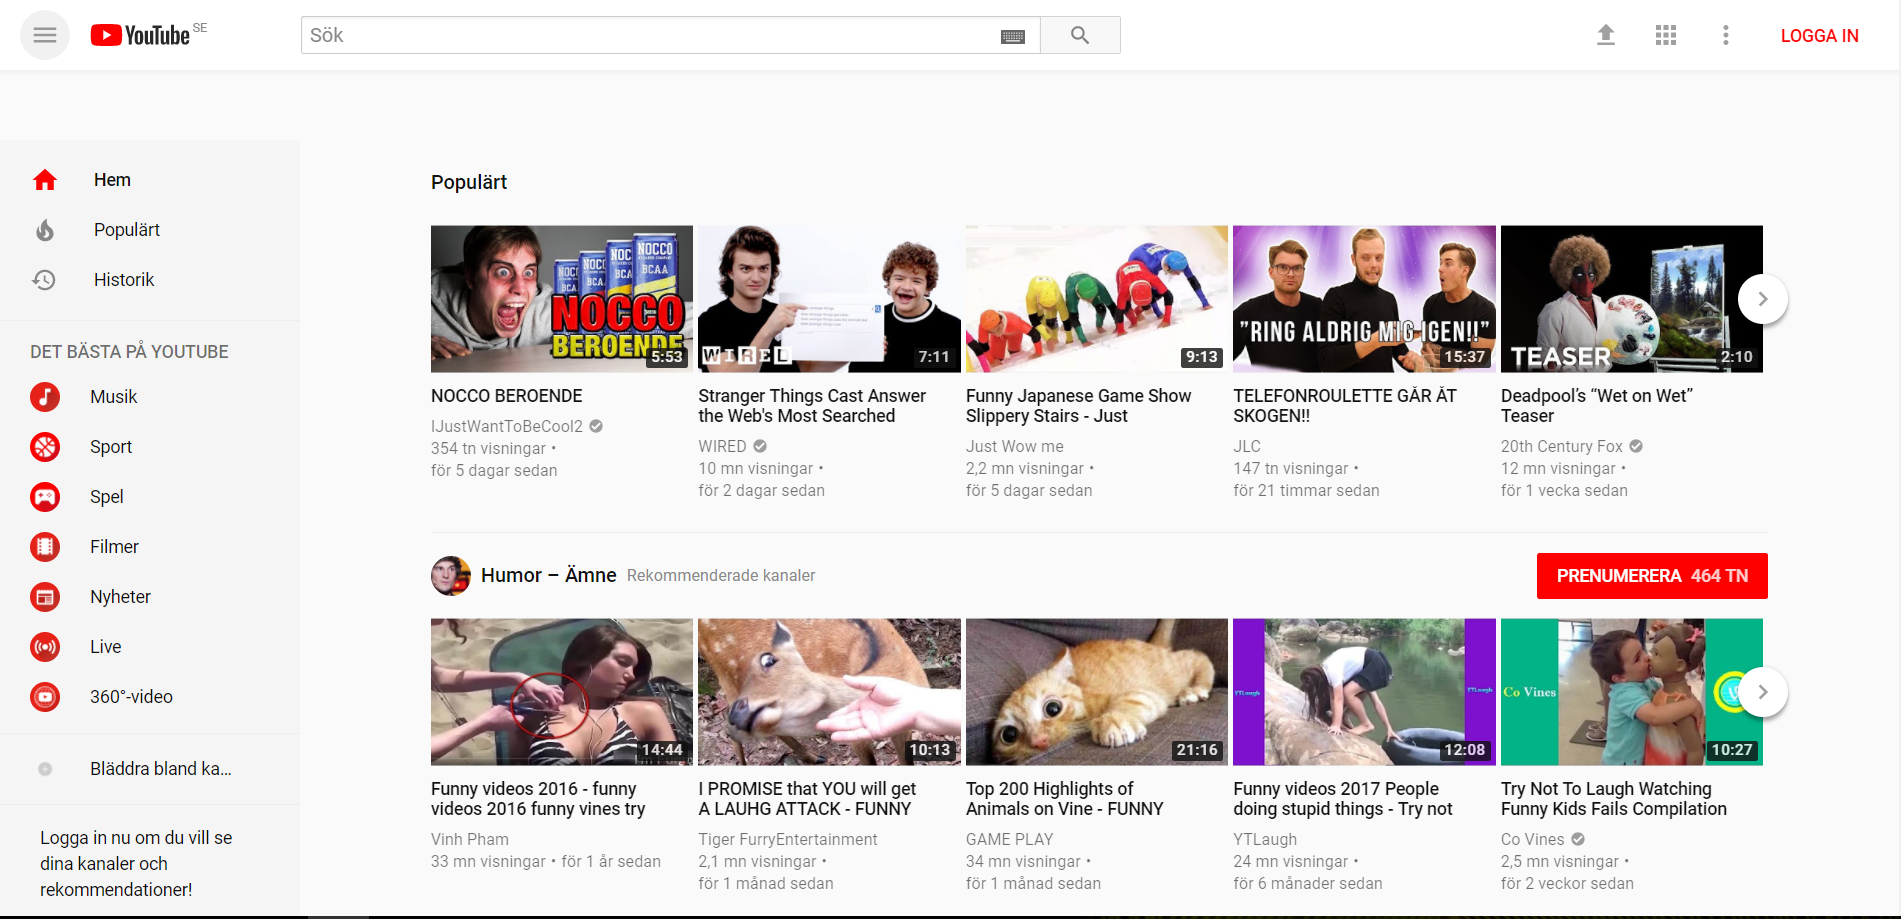 YouTube SE
Sök
LOGGA IN
Hem
Populärt
Historik
DET BÄSTA PÅ YOUTUBE
Musik
Sport
Spel
Filmer
Nyheter
Live
360°-video
Bläddra bland ka...
Logga in nu om du vill se
dina kanaler och
rekommendationer!
Populärt
NOCCO
BCAA
NOCCO
BEROENDE
5:53
NOCCO BEROENDE
IJustWantToBeCool2
354 tn visningar •
för 5 dagar sedan
WIRED
7:11
Stranger Things Cast Answer
the Web's Most Searched
WIRED
10 mn visningar •
för 2 dagar sedan
9:13
Funny Japanese Game Show
Slippery Stairs - Just
Just Wow me
2,2 mn visningar •
för 5 dagar sedan
"RING ALDRIG MIG IGEN!!"
15:37
TELEFONROULETTE GÅR ÅT
SKOGEN!!
JLC
147 tn visningar •
för 21 timmar sedan
TEASER
2:10
Deadpool’s “Wet on Wet”
Teaser
20th Century Fox
12 mn visningar •
för 1 vecka sedan
Humor – Ämne Rekommenderade kanaler
PRENUMERERA 464 TN
14:44
Funny videos 2016 - funny
videos 2016 funny vines try
Vinh Pham
33 mn visningar • för 1 år sedan
10:13
I PROMISE that YOU will get
A LAUHG ATTACK - FUNNY
Tiger FurryEntertainment
2,1 mn visningar •
för 1 månad sedan
21:16
Top 200 Highlights of
Animals on Vine - FUNNY
GAME PLAY
34 mn visningar •
för 1 månad sedan
YTLaugh
YTLaugh
12:08
Funny videos 2017 People
doing stupid things - Try not
YTLaugh
24 mn visningar •
för 6 månader sedan
Co Vines
10:27
Try Not To Laugh Watching
Funny Kids Fails Compilation
Co Vines
2,5 mn visningar •
för 2 veckor sedan